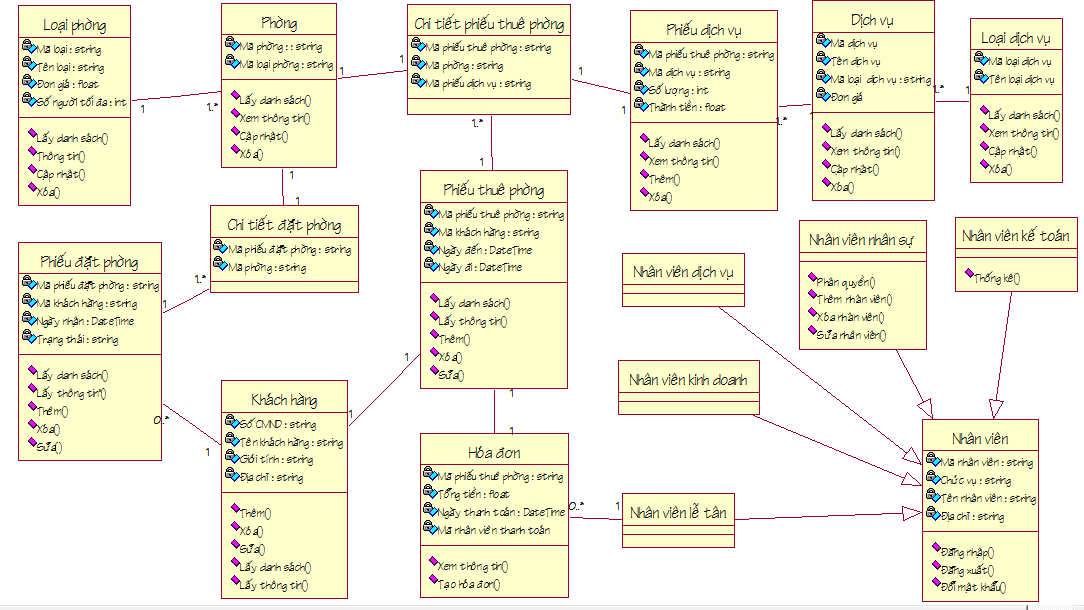 Loại phòng
Mã loại : string
Tên loại : string
Đơn giá : float
Số người tối đa : int
Lấy danh sách()
Thông tin()
Cập nhật()
Xóa()
1
1..*
Phòng
Mã phòng : : string
Mã loại phòng : string
Lấy danh sách()
Xem thông tin()
Cập nhật()
Xóa()
1
1
1
1
Chi tiết phiếu thuê phòng
Mã phiếu thuê phòng : string
Mã phòng : string
Mã phiếu dịch vụ : string
1
1
1..*
1
Phiếu dịch vụ
Mã phiếu thuê phòng : string
Mã dịch vụ : string
Số lượng : int
Thành tiền : float
Lấy danh sách()
Xem thông tin()
Thêm()
Xóa()
1..*
1
Dịch vụ
Mã dịch vụ
Tên dịch vụ
Mã loại dịch vụ : string
Đơn giá
Lấy danh sách()
Xem thông tin()
Cập nhật()
Xóa()
1..*
1
Loại dịch vụ
Mã loại dịch vụ
Tên loại dịch vụ
Lấy danh sách()
Xem thông tin()
Cập nhật()
Xóa()
Chi tiết đặt phòng
Mã phiếu đặt phòng : string
Mã phòng : string
1..*
1
Phiếu đặt phòng
Mã phiếu đặt phòng : string
Mã khách hàng : string
Ngày nhận : DateTime
Trạng thái : string
Lấy danh sách()
Lấy thông tin"()
Thêm()
Xóa()
Sửa()
0..*
1
Khách hàng
Số CMND : string
Tên khách hàng : string
Giới tính : string
Địa chỉ : string
Thêm()
Xóa()
Sửa()
Lấy danh sách()
Lấy thông tin()
1
1
Phiếu thuê phòng
Mã phiếu thuê phòng : string
Mã khách hàng : string
Ngày đến : DateTime
Ngày đi : DateTime
Lấy danh sách()
Lấy thông tin()
Thêm()
Xóa()
Sửa()
1
1
Hóa đơn
Mã phiếu thuê phòng : string
Tổng tiền : float
Ngày thanh toán : DateTime
Mã nhân viên thanh toán
Xem thông tin()
Tạo hóa đơn()
0..*
1
Nhân viên dịch vụ
Nhân viên kinh doanh
Nhân viên lễ tân
Nhân viên nhân sự
Phân quyền()
Thêm nhân viên()
Xóa nhân viên()
Sửa nhân viên()
Nhân viên kế toán
Thống kê()
Nhân viên
Mã nhân viên : string
Chức vụ : string
Tên nhân viên : string
Địa chỉ : string
Đăng nhập()
Đăng xuất()
Đổi mật khẩu()